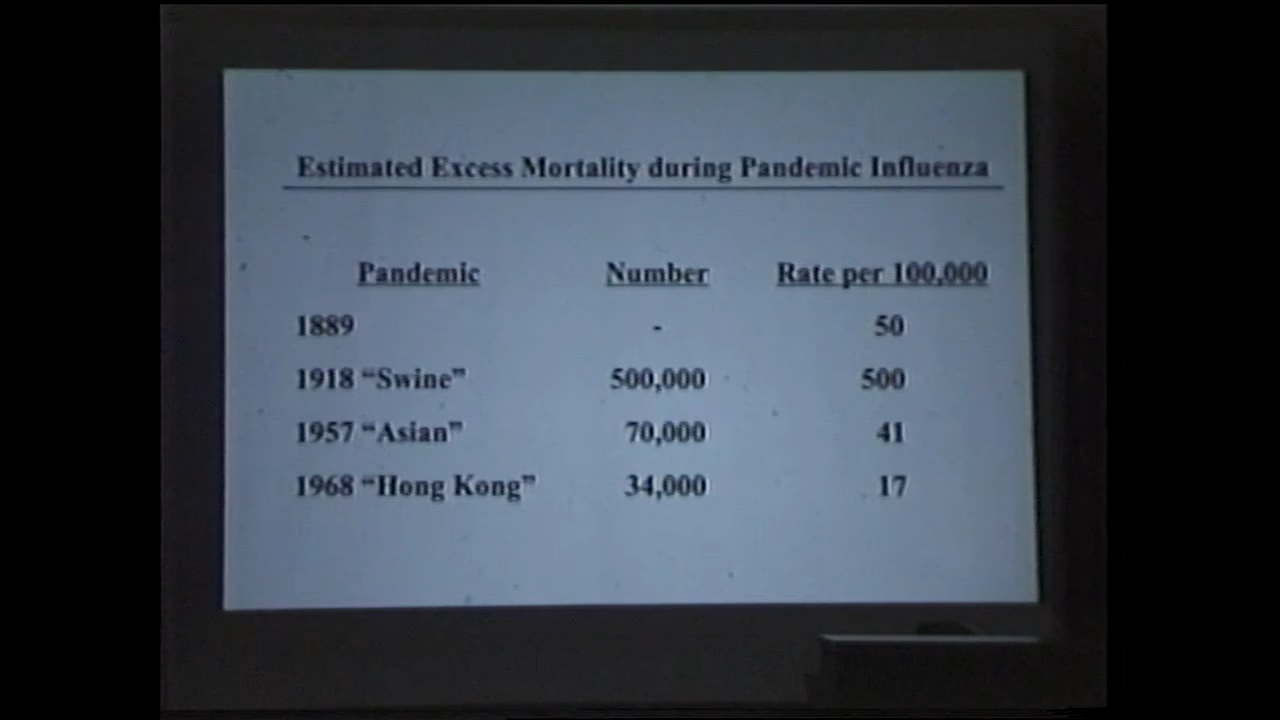 Estimated Excess Mortality during Pandemic Influenza
Pandemic Number Rate per 100,000
1889 - 50
1918 “Swine” 500,000 500
1957 “Asian” 70,000 41
1968 “Hong Kong” 34,000 17